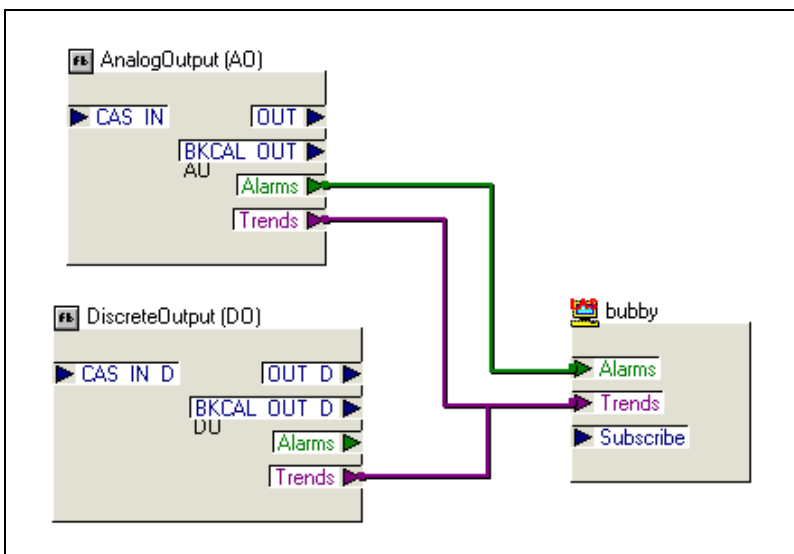 AnalogOutput (AO)
CAS IN
OUT
BKCAL OUT
AO
Alarms
Trends
DiscreteOutput (DO)
CAS IN D
OUT D
BKCAL OUT D
DO
Alarms
Trends
bubby
Alarms
Trends
Subscribe